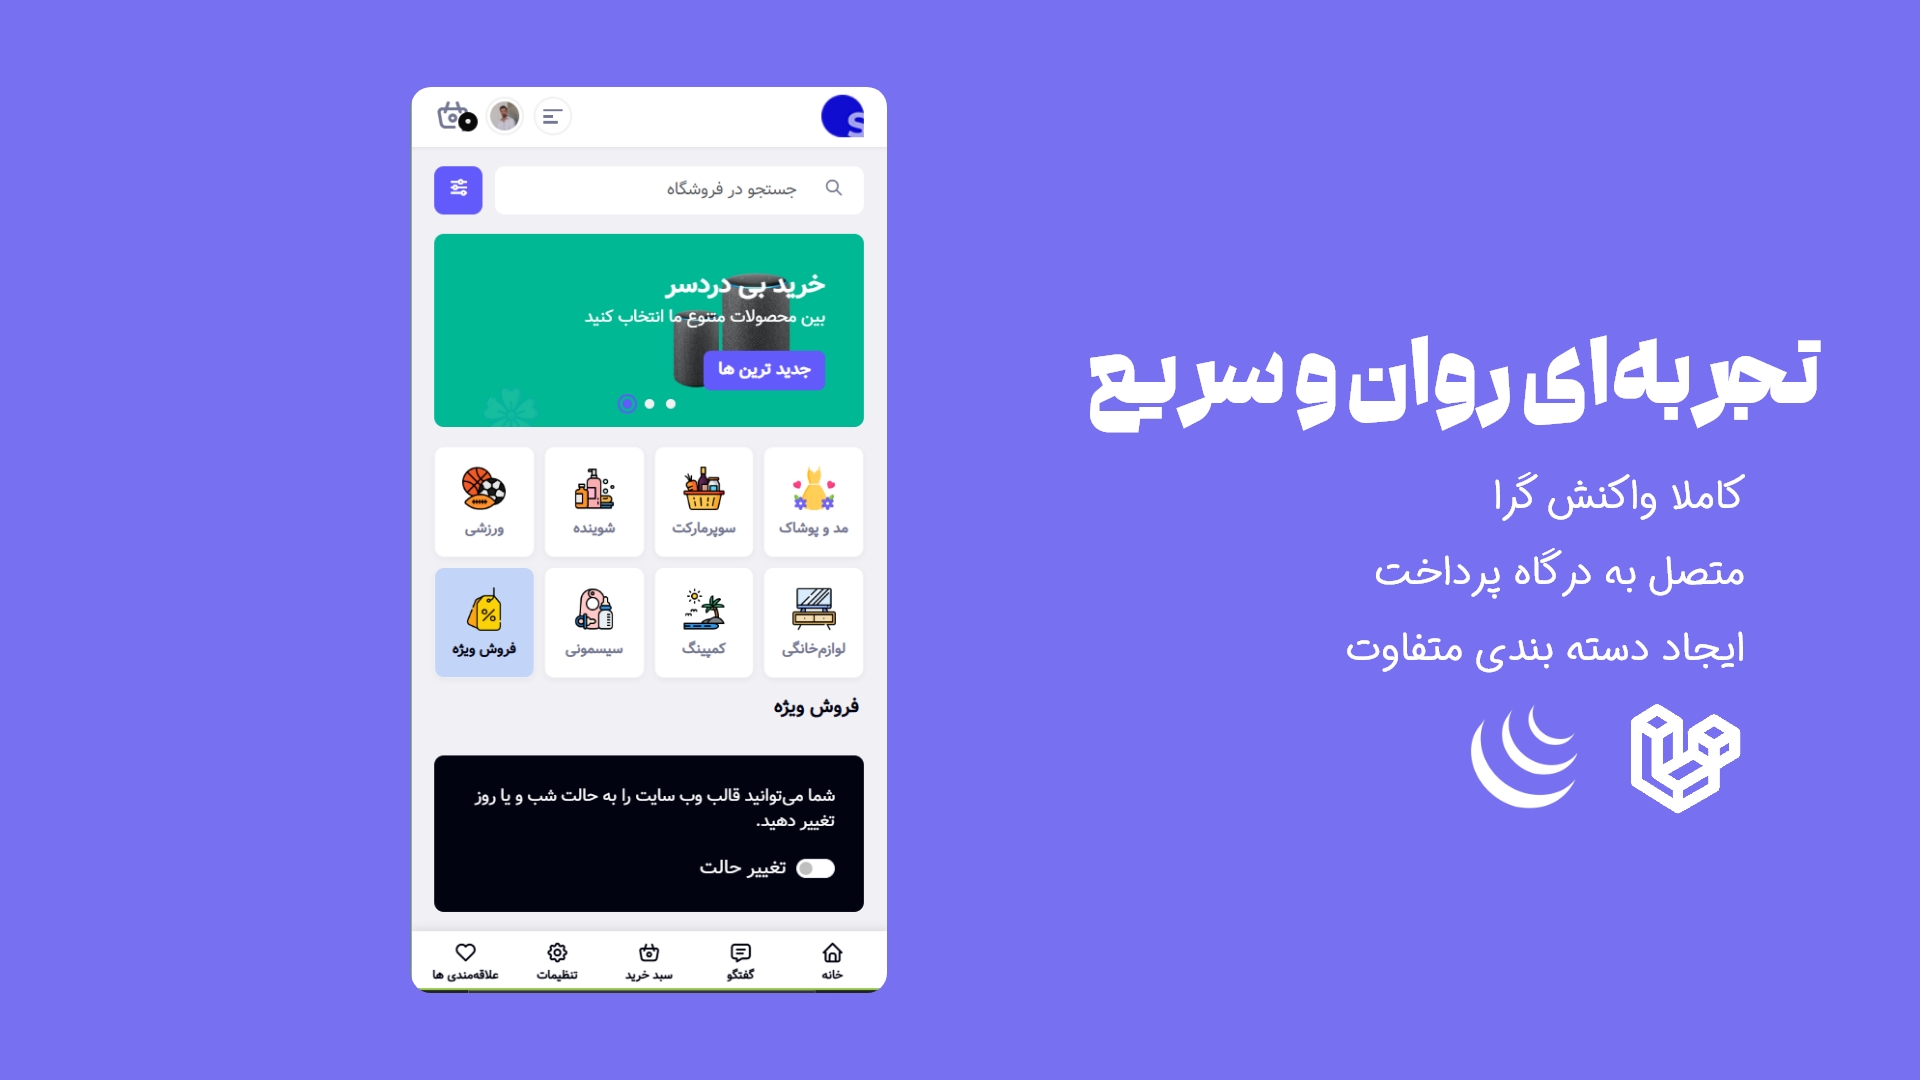 تجربه‌ای روان و سریع
کاملا واکنش گرا
متصل به درگاه پرداخت
ایجاد دسته بندی متفاوت
s
جستجو در فروشگاه
خرید بی دردسر
بین محصولات متنوع ما انتخاب کنید
جدید ترین ها
مد و پوشاک
سوپرمارکت
شوینده
ورزشی
لوازم‌خانگی
کمپینگ
سیسمونی
فروش ویژه
فروش ویژه
شما می‌توانید قالب وب سایت را به حالت شب و یا روز
تغییر دهید.
تغییر حالت
خانه
گفتگو
سبد خرید
تنظیمات
علاقه‌مندی ها